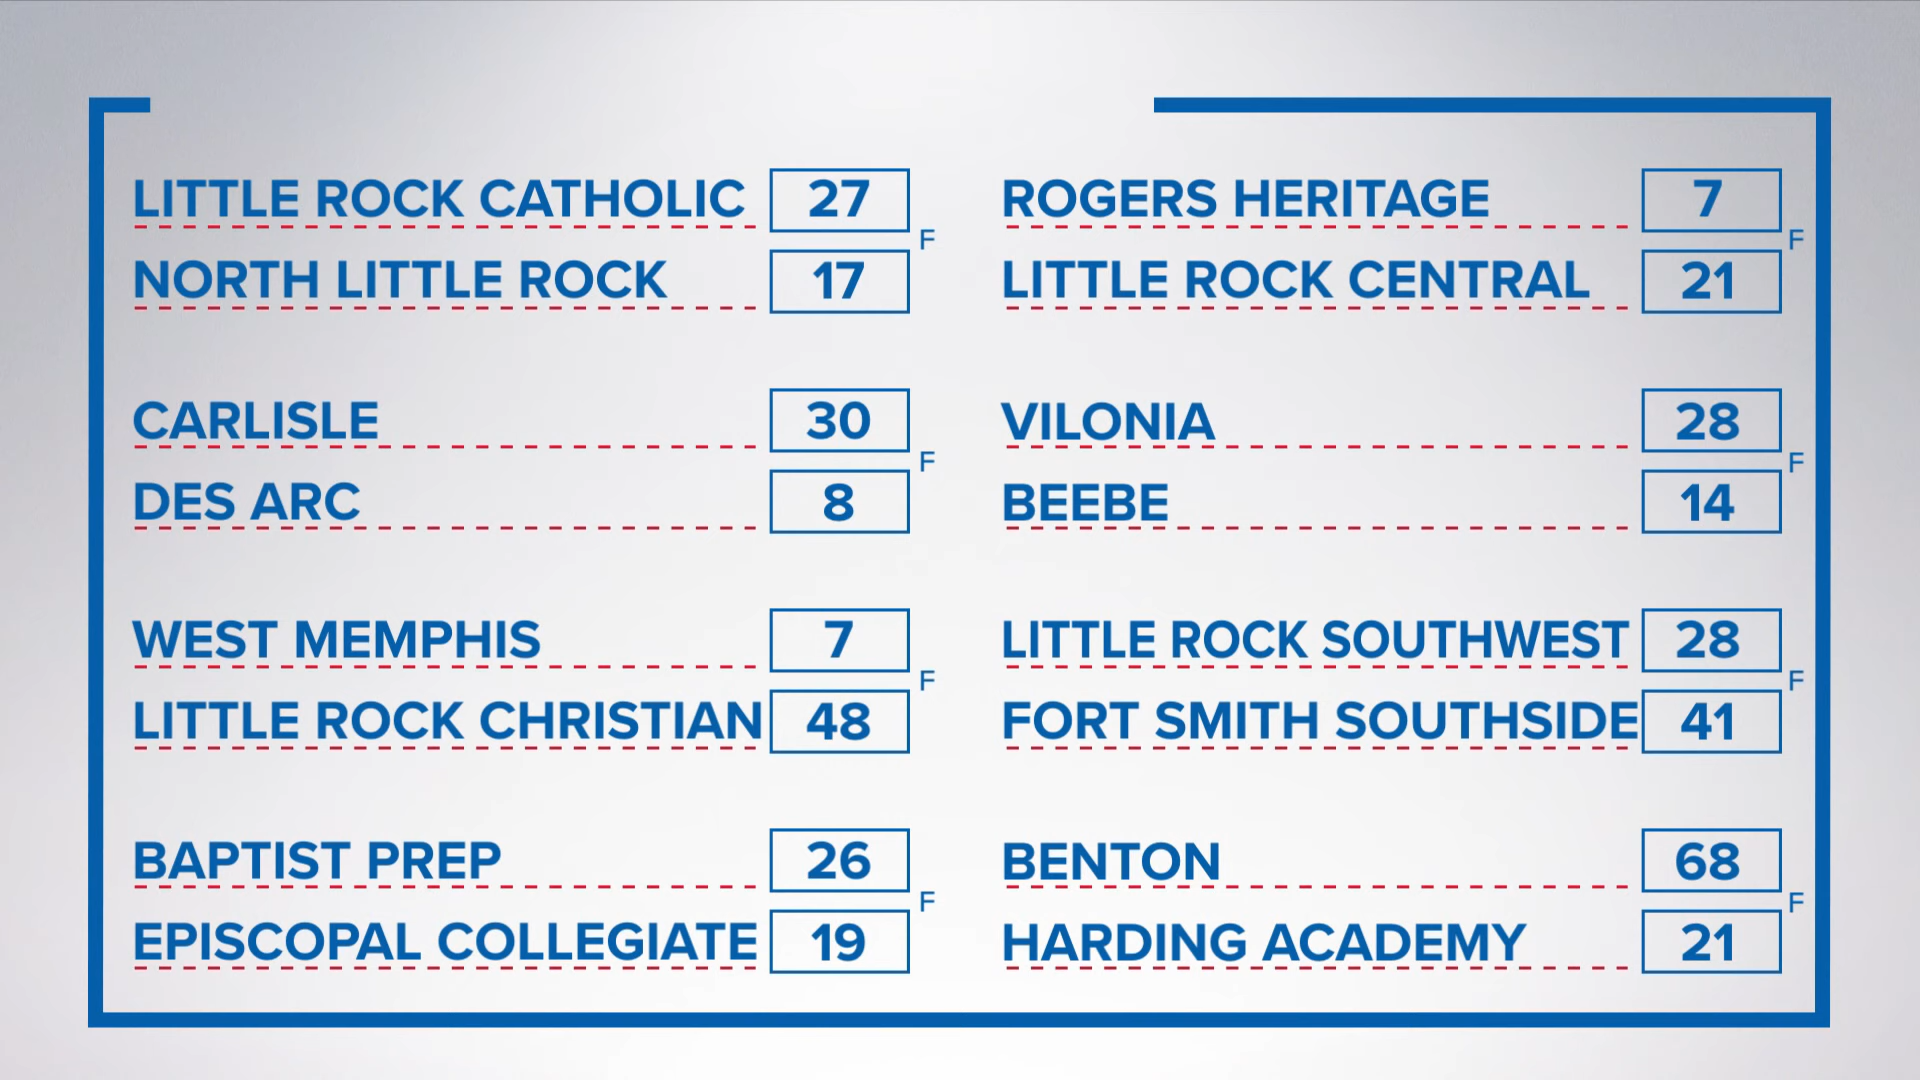 LITTLE ROCK CATHOLIC 27
F
NORTH LITTLE ROCK 17
CARLISLE 30
F
DES ARC 8
WEST MEMPHIS 7
F
LITTLE ROCK CHRISTIAN 48
BAPTIST PREP 26
F
EPISCOPAL COLLEGIATE 19
ROGERS HERITAGE 7
F
LITTLE ROCK CENTRAL 21
VILONIA 28
F
BEEBE 14
LITTLE ROCK SOUTHWEST 28
F
FORT SMITH SOUTHSIDE 41
BENTON 68
F
HARDING ACADEMY 21